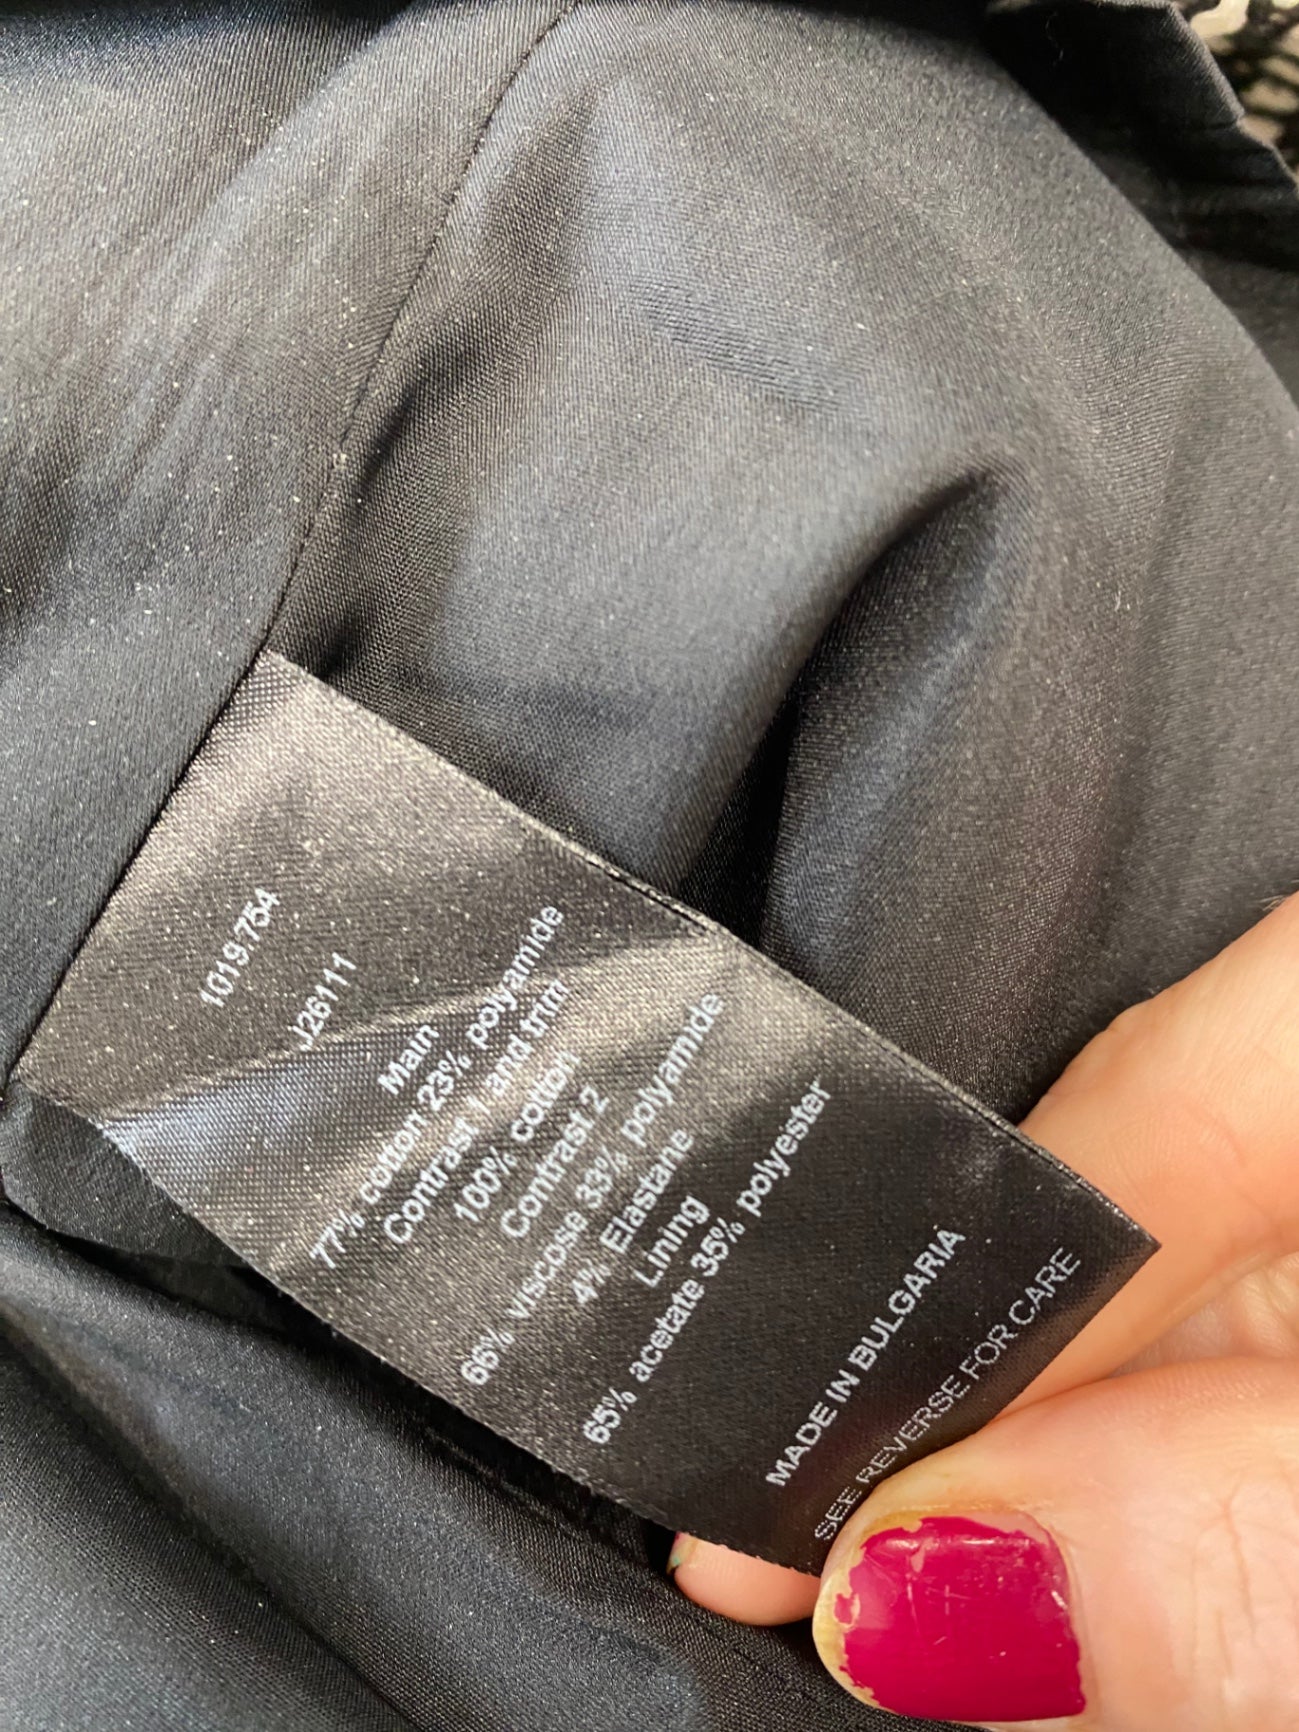 1019.754
J26111
Main
77% cotton 23% polyamide
Contrast 1 and trim
100% cotton
Contrast 2
66% viscose 33% polyamide
4% Elastane
Lining
65% acetate 35% polyester
MADE IN BULGARIA
SEE REVERSE FOR CARE